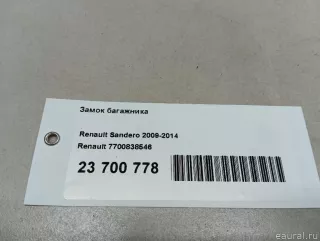 Замок багажника
Renault Sandero 2009-2014
Renault 7700838646
23 700 778
eaural.ru